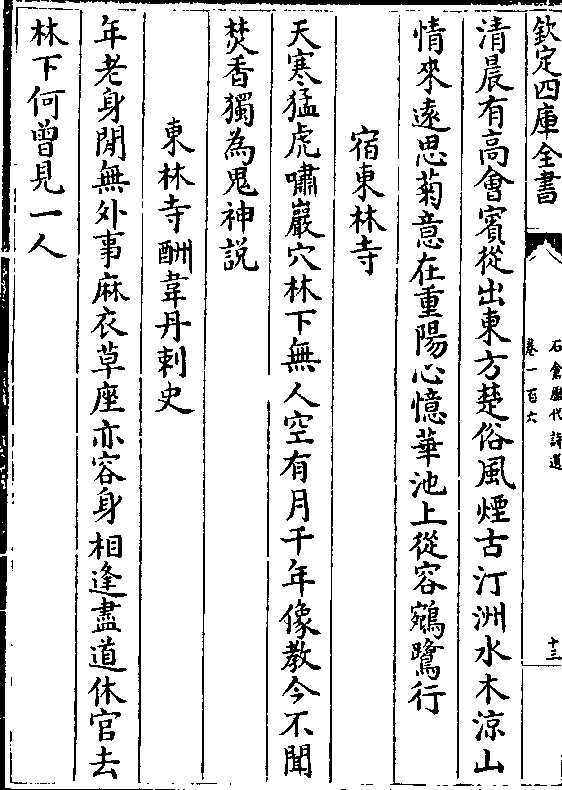 欽定四庫全書
石倉歷代詩選
卷一百六
十三
清晨有高會賓從出東方楚俗風煙古汀洲水木涼山
情來遠思菊意在重陽心憶華池上從容鵷鷺行
宿東林寺
天寒猛虎嘯巖穴林下無人空有月千年像教今不聞
焚香獨為鬼神説
東林寺酬韋丹刺史
年老身閒無外事麻衣草座亦容身相逢盡道休官去
林下何曾見一人